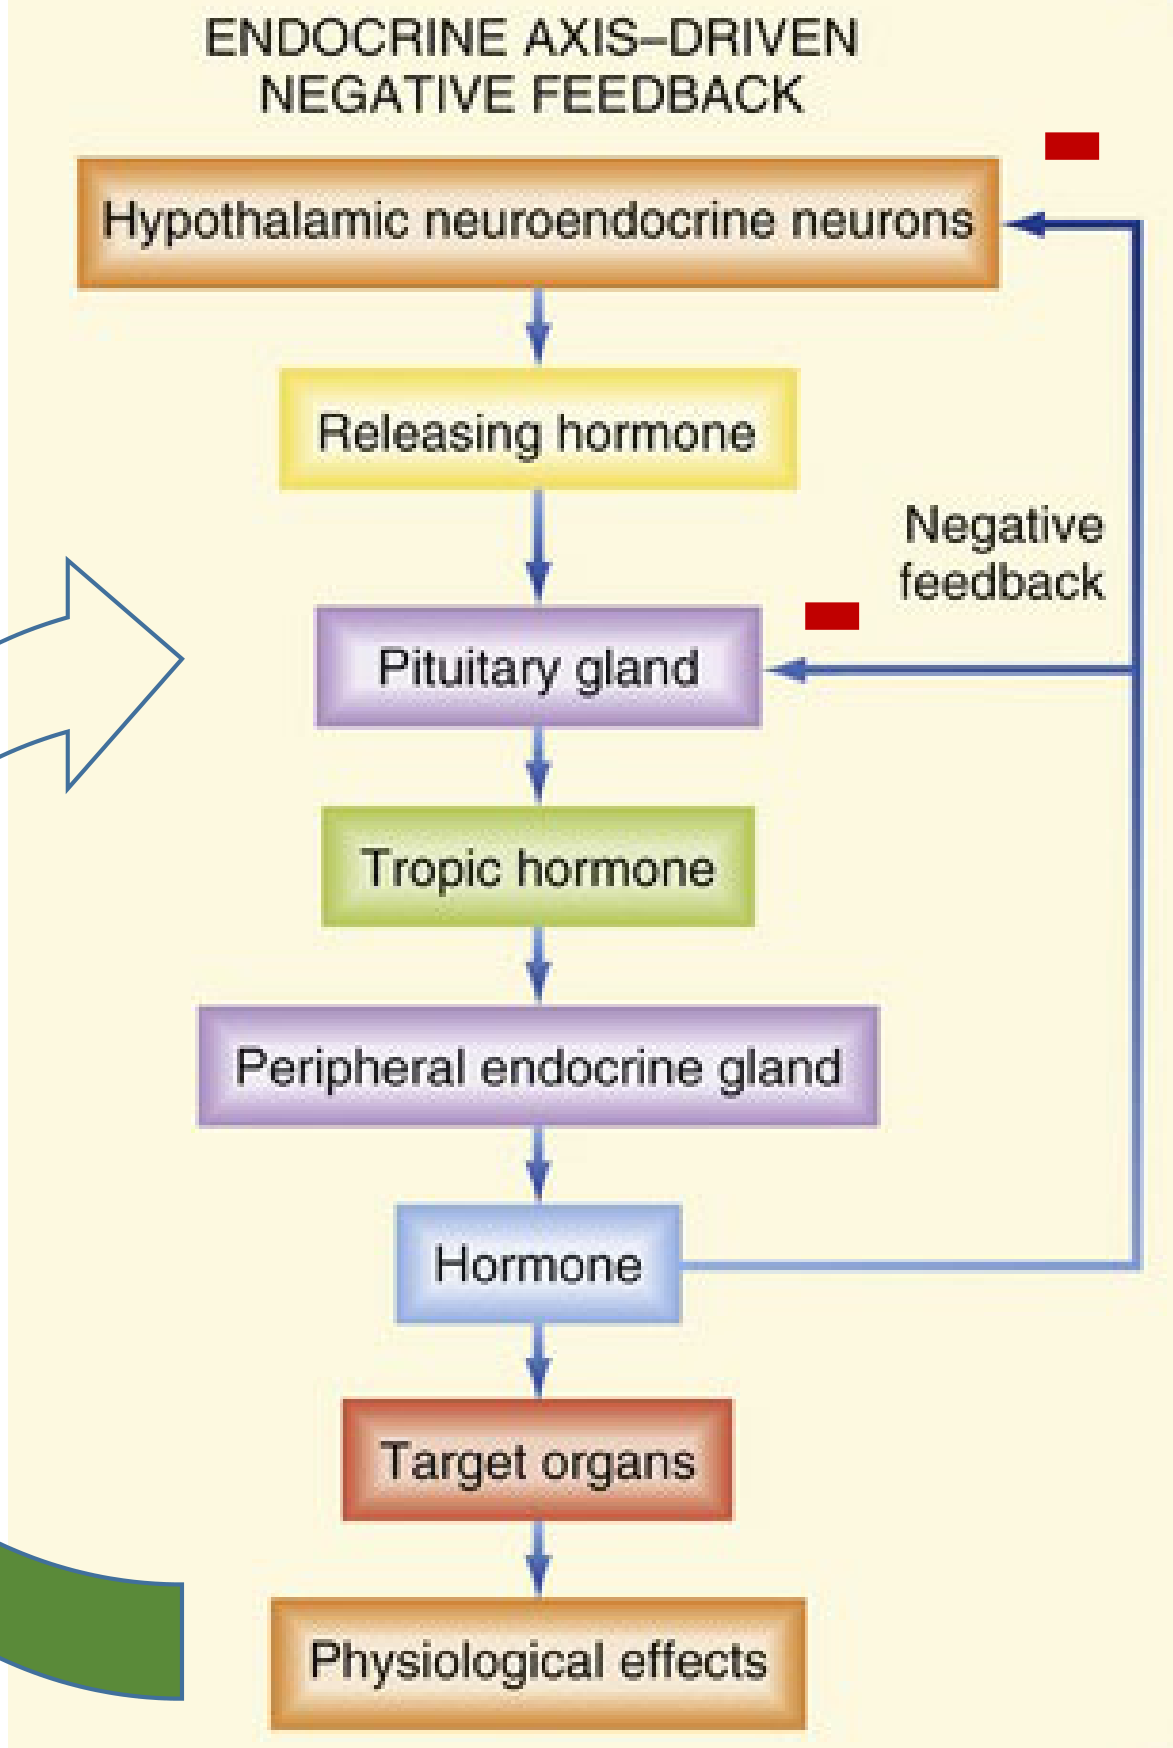 ENDOCRINE AXIS–DRIVEN
NEGATIVE FEEDBACK
Hypothalamic neuroendocrine neurons
Releasing hormone
Negative
feedback
Pituitary gland
Tropic hormone
Peripheral endocrine gland
Hormone
Target organs
Physiological effects